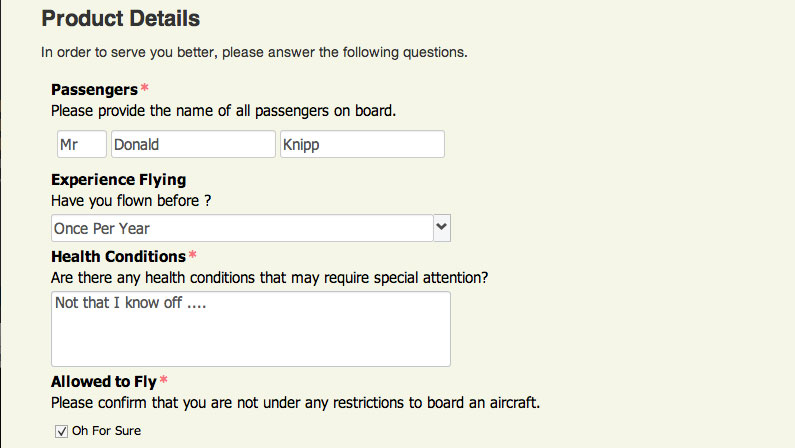 Product Details
In order to serve you better, please answer the following questions.
Passengers *
Please provide the name of all passengers on board.
Mr Donald Knipp
Experience Flying
Have you flown before ?
Once Per Year
Health Conditions *
Are there any health conditions that may require special attention?
Not that I know off ....
Allowed to Fly *
Please confirm that you are not under any restrictions to board an aircraft.
Oh For Sure